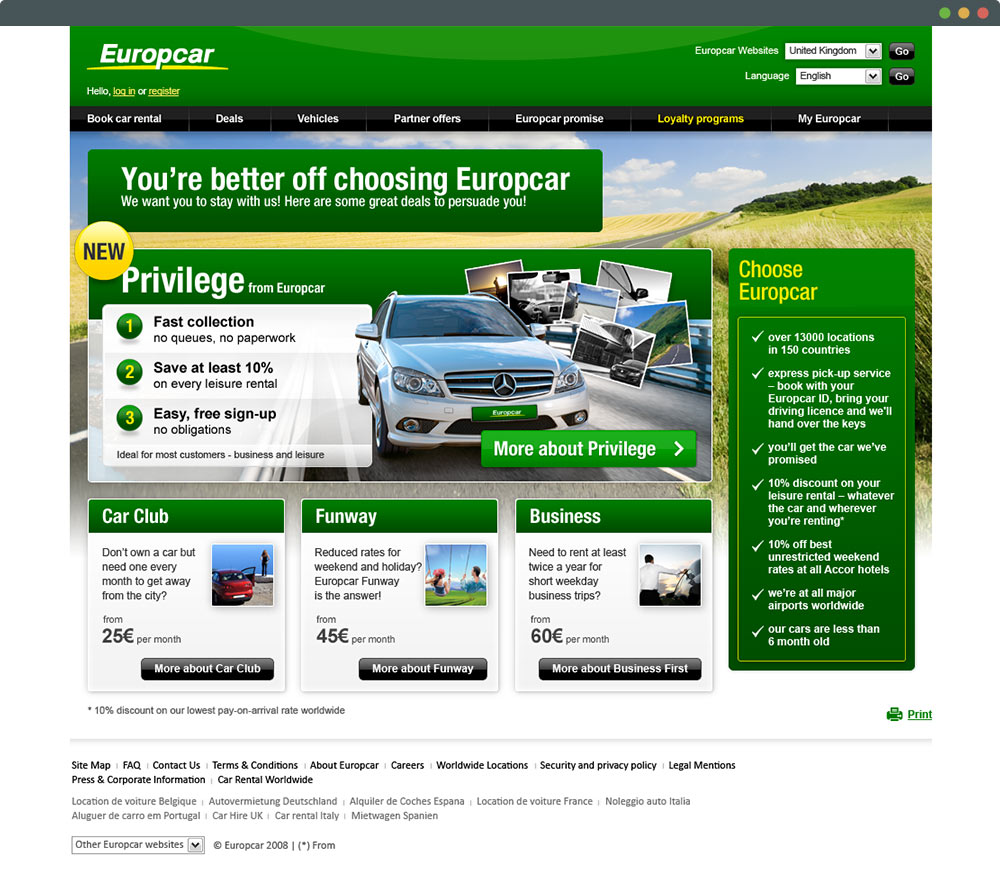 Europcar
Europcar Websites United Kingdom Go
Language English Go
Hello, log in or register
Book car rental Deals Vehicles Partner offers Europcar promise Loyalty programs My Europcar
You're better off choosing Europcar
We want you to stay with us! Here are some great deals to persuade you!
NEW
Privilege from Europcar
1 Fast collection
no queues, no paperwork
2 Save at least 10%
on every leisure rental
3 Easy, free sign-up
no obligations
Ideal for most customers - business and leisure
Europcar
More about Privilege
Choose
Europcar
over 13000 locations
in 150 countries
express pick-up service
– book with your
Europcar ID, bring your
driving licence and we'll
hand over the keys
you'll get the car we've
promised
10% discount on your
leisure rental – whatever
the car and wherever
you're renting*
10% off best
unrestricted weekend
rates at all Accor hotels
we're at all major
airports worldwide
our cars are less than
6 month old
Car Club
Don't own a car but
need one every
month to get away
from the city?
from
25€ per month
More about Car Club
Funway
Reduced rates for
weekend and holiday?
Europcar Funway
is the answer!
from
45€ per month
More about Funway
Business
Need to rent at least
twice a year for
short weekday
business trips?
from
60€ per month
More about Business First
* 10% discount on our lowest pay-on-arrival rate worldwide
Print
Site Map FAQ Contact Us Terms & Conditions About Europcar Careers Worldwide Locations Security and privacy policy Legal Mentions
Press & Corporate Information Car Rental Worldwide
Location de voiture Belgique Autovermietung Deutschland Alquiler de Coches Espana Location de voiture France Noleggio auto Italia
Aluguer de carro em Portugal Car Hire UK Car rental Italy Mietwagen Spanien
Other Europcar websites © Europcar 2008 | (*) From